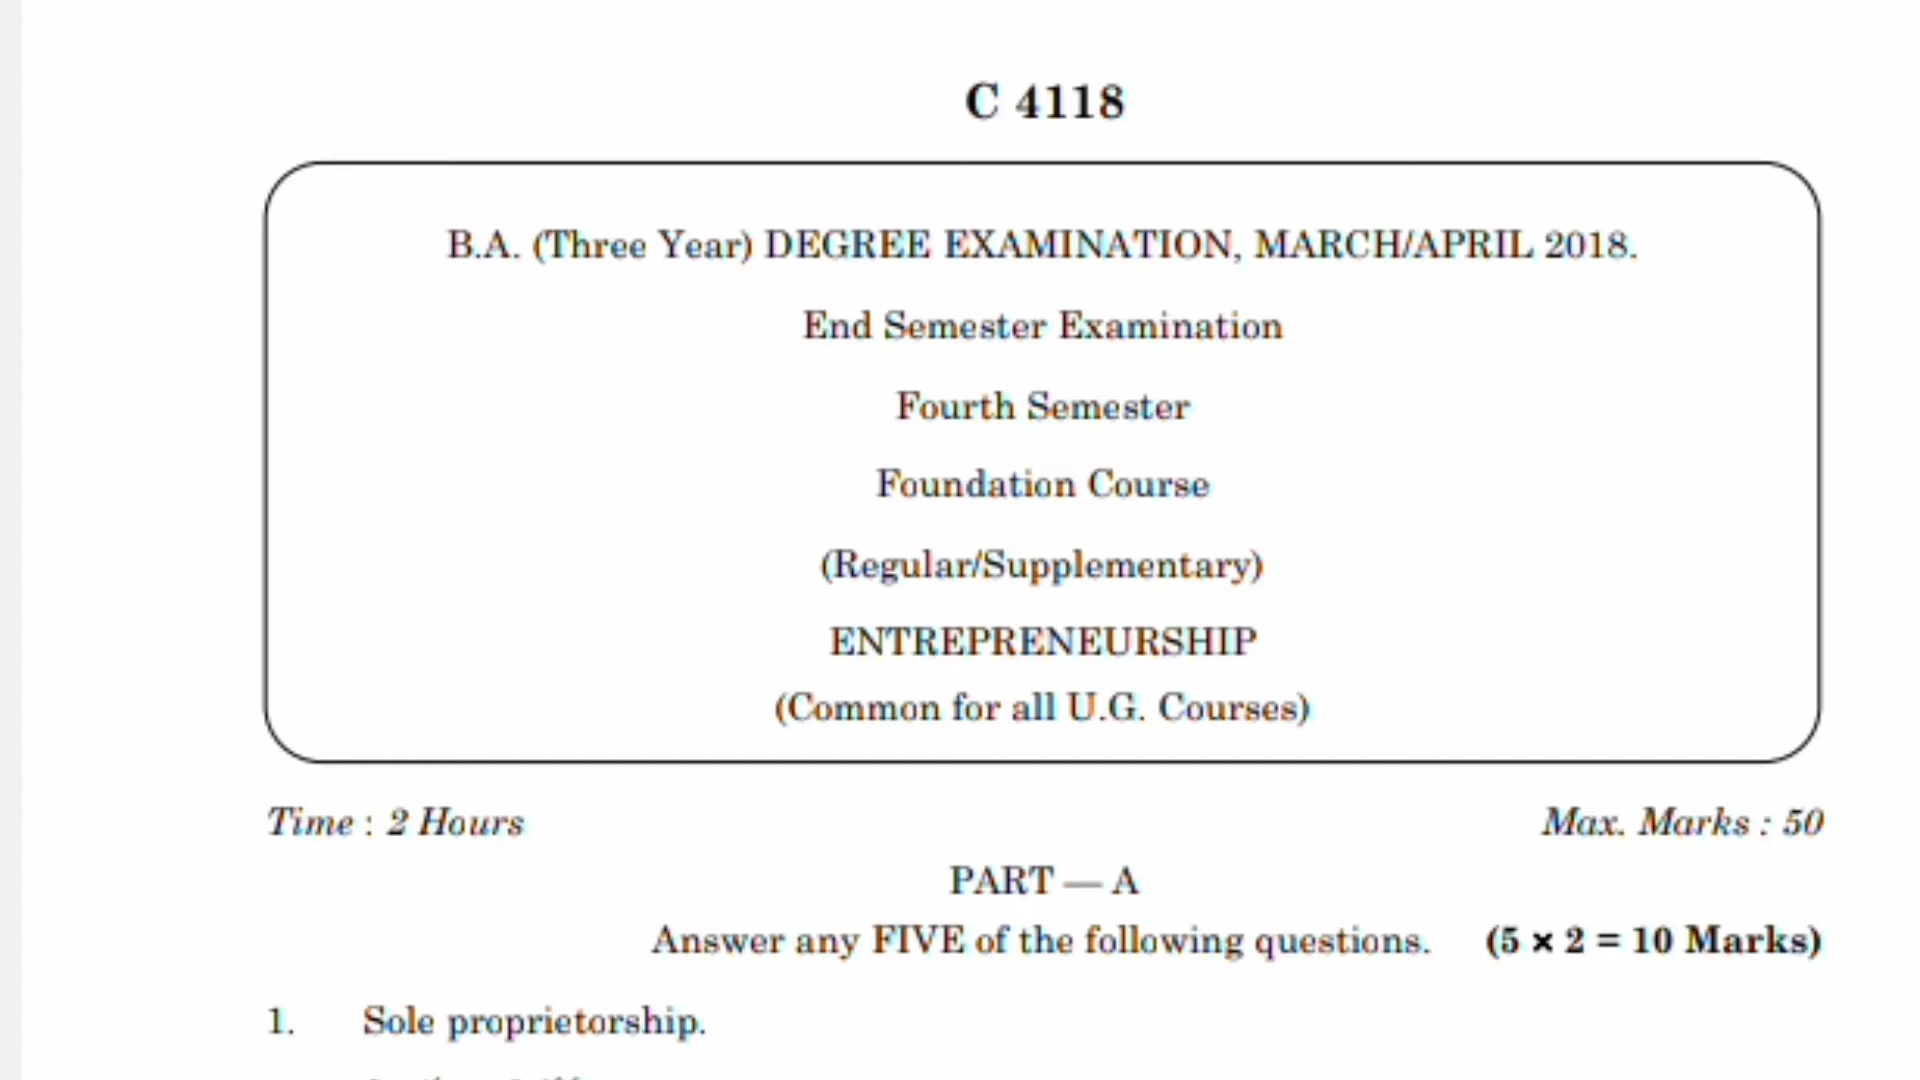 C 4118
B.A. (Three Year) DEGREE EXAMINATION, MARCH/APRIL 2018.
End Semester Examination
Fourth Semester
Foundation Course
(Regular/Supplementary)
ENTREPRENEURSHIP
(Common for all U.G. Courses)
Time : 2 Hours Max. Marks : 50
PART — A
Answer any FIVE of the following questions. (5 × 2 = 10 Marks)
1. Sole proprietorship.